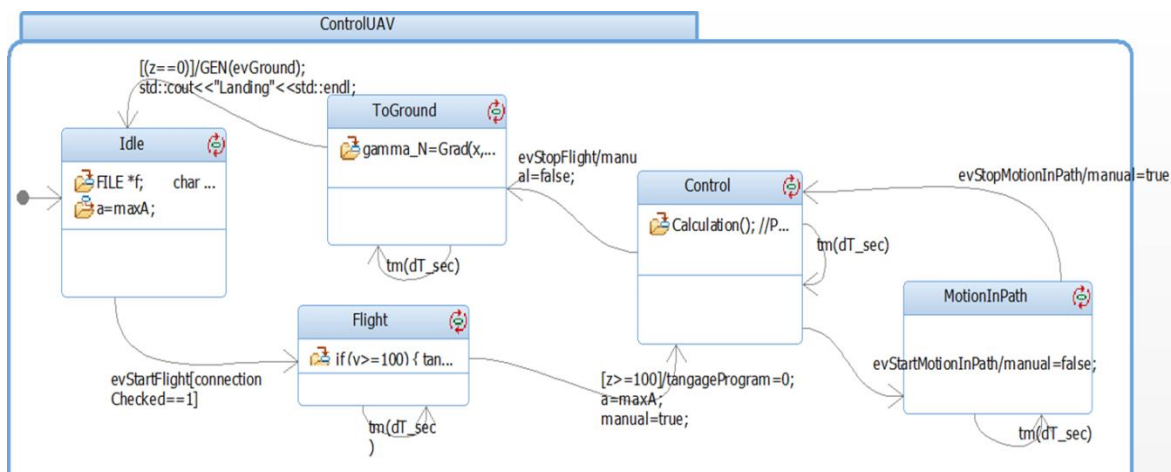 ControlUAV
[(z==0)]/GEN(evGround);
std::cout<<"Landing"<<std::endl;
Idle
FILE *f; char ...
a=maxA;
ToGround
gamma_N=Grad(x,...
tm(dT_sec)
evStopFlight/manu
al=false;
Control
Calculation(); //P...
tm(dT_sec)
evStopMotionInPath/manual=true
MotionInPath
evStartMotionInPath/manual=false;
tm(dT_sec)
Flight
if (v>=100) { tan...
tm(dT_sec
)
evStartFlight[connection
Checked==1]
[z>=100]/tangageProgram=0;
a=maxA;
manual=true;